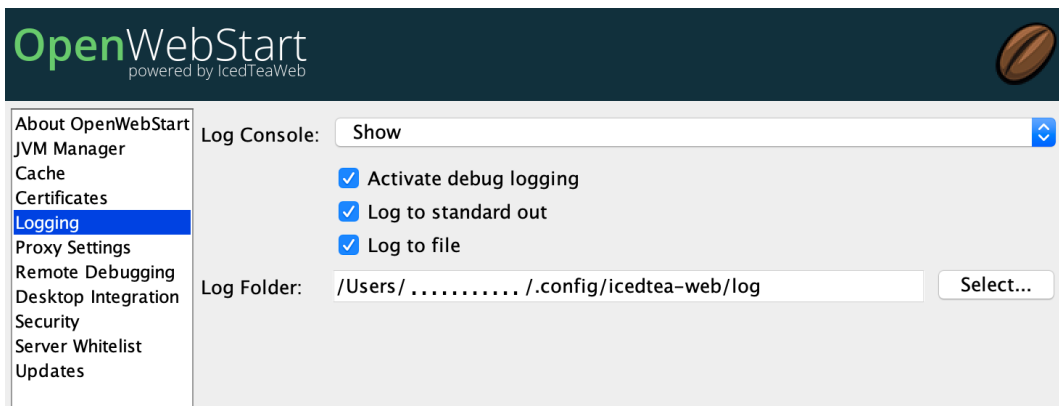 OpenWebStart
powered by IcedTeaWeb
About OpenWebStart
JVM Manager
Cache
Certificates
Logging
Proxy Settings
Remote Debugging
Desktop Integration
Security
Server Whitelist
Updates
Log Console: Show
Activate debug logging
Log to standard out
Log to file
Log Folder: /Users/ ........... /.config/icedtea-web/log Select...